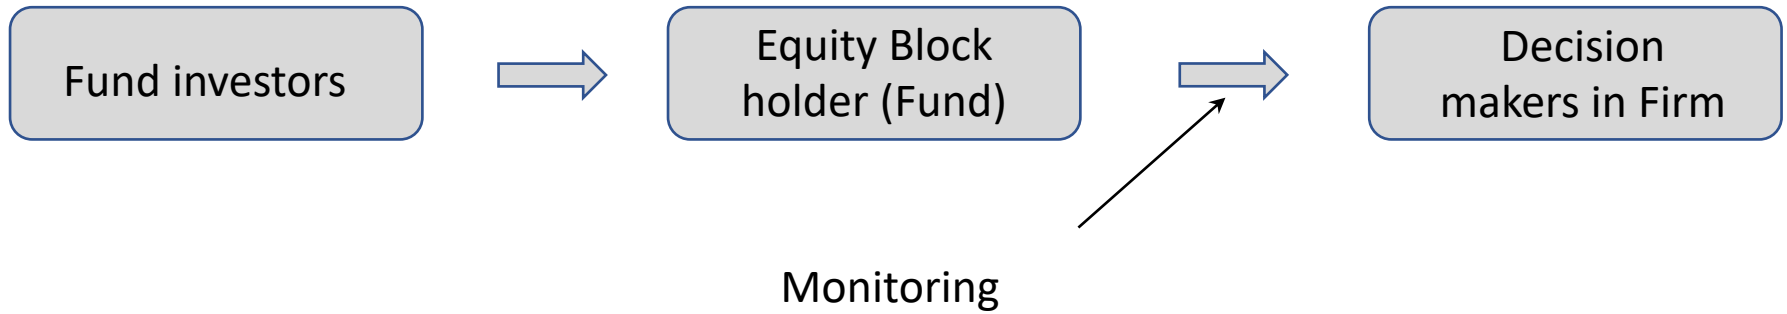 Fund investors
Equity Block
holder (Fund)
Decision
makers in Firm
Monitoring